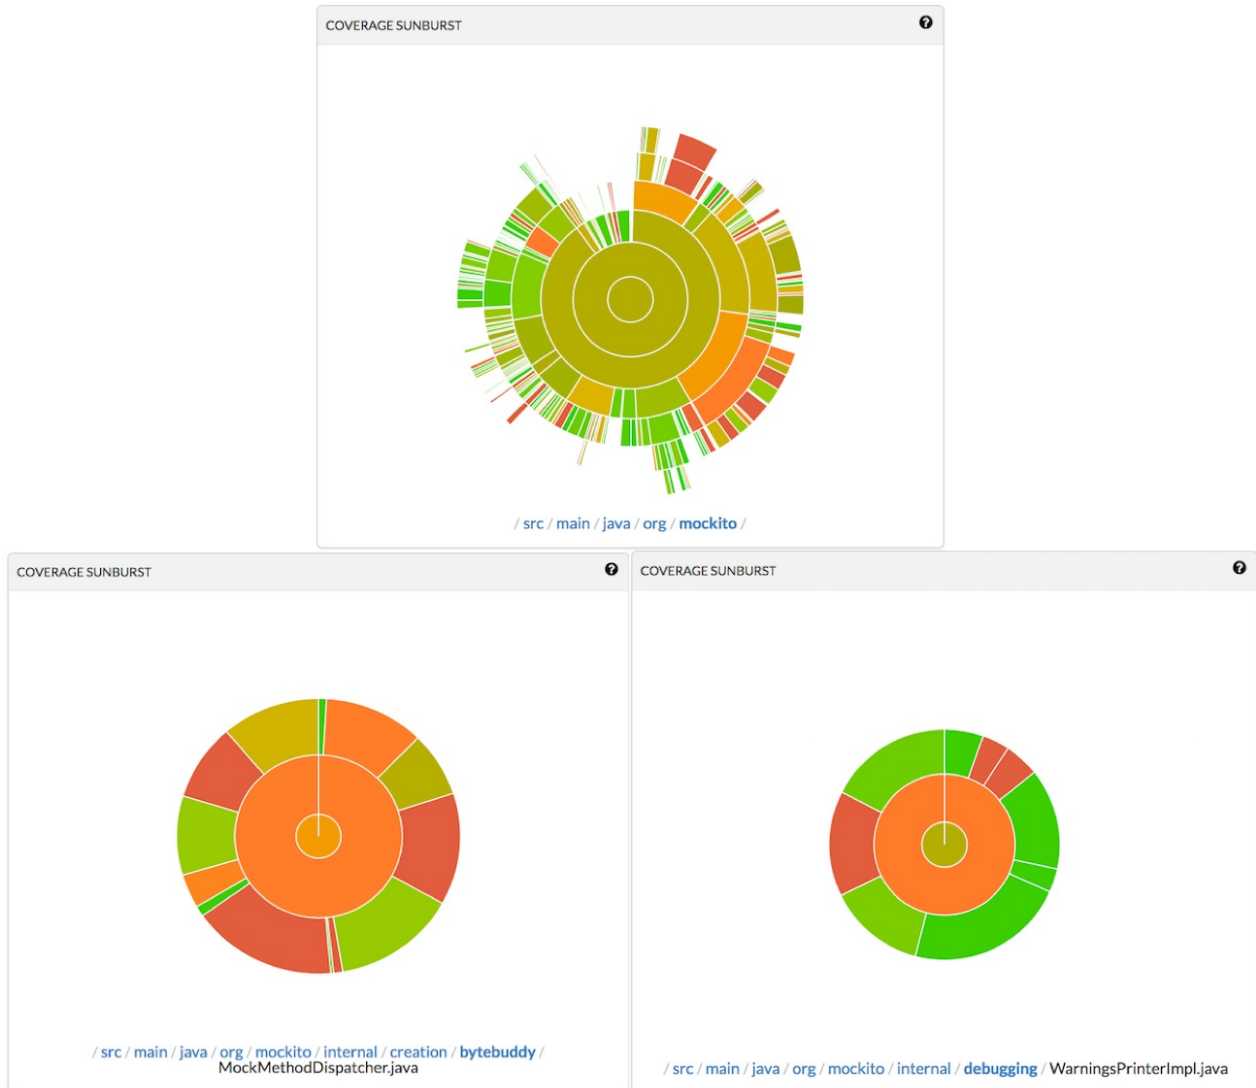 COVERAGE SUNBURST
/ src / main / java / org / mockito /
COVERAGE SUNBURST
/ src / main / java / org / mockito / internal / creation / bytebuddy /
MockMethodDispatcher.java
COVERAGE SUNBURST
/ src / main / java / org / mockito / internal / debugging / WarningsPrinterImpl.java